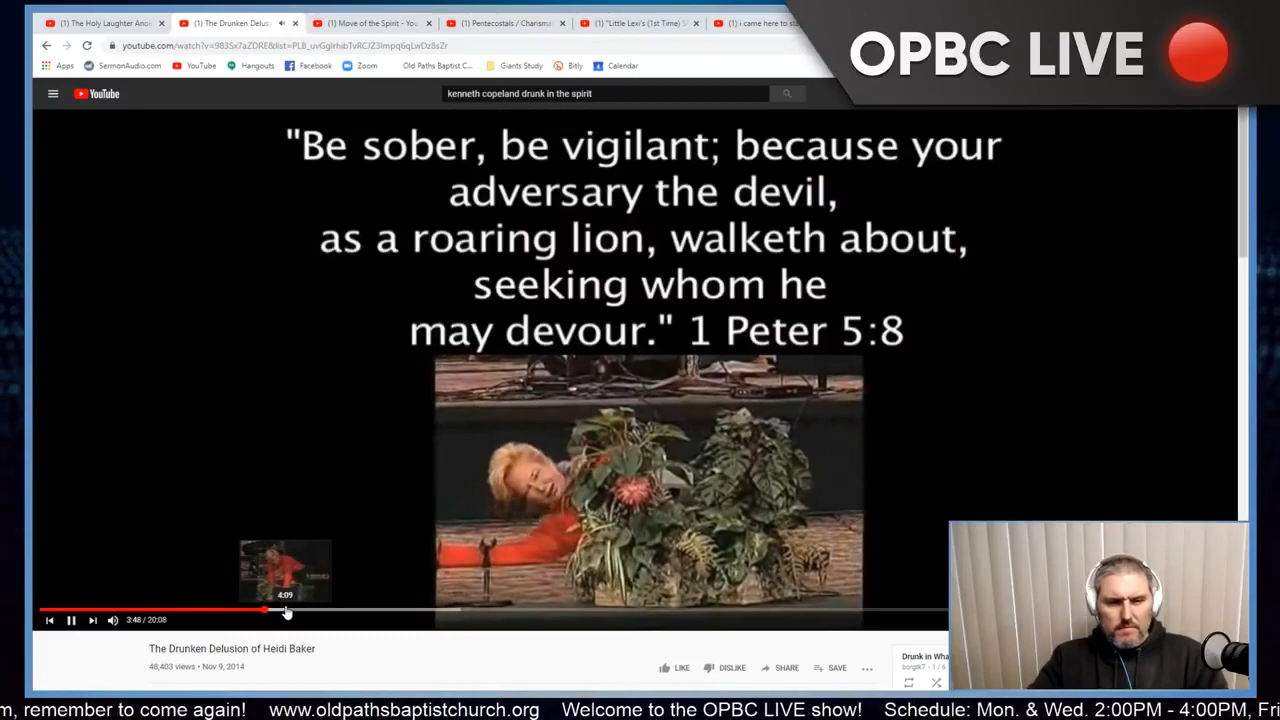 (1) The Holy Laughter Anoi
(1) The Drunken Delus
(1) Move of the Spirit - You
(1) Pentecostals / Charisma
(1) "Little Lexi's (1st Time) S
(1) i came here to st
OPBC LIVE
Apps
SermonAudio.com
YouTube
Hangouts
Facebook
Zoom
Old Paths Baptist C...
Giants Study
Bitly
Calendar
YouTube
kenneth copeland drunk in the spirit
"Be sober, be vigilant; because your
adversary the devil,
as a roaring lion, walketh about,
seeking whom he
may devour." 1 Peter 5:8
4:09
3:48 / 20:08
The Drunken Delusion of Heidi Baker
48,403 views • Nov 9, 2014
LIKE
DISLIKE
SHARE
SAVE
Drunk in Wha
borgtk7 - 1 / 6
m, remember to come again! www.oldpathsbaptistchurch.org Welcome to the OPBC LIVE show! Schedule: Mon. & Wed. 2:00PM - 4:00PM, Fri